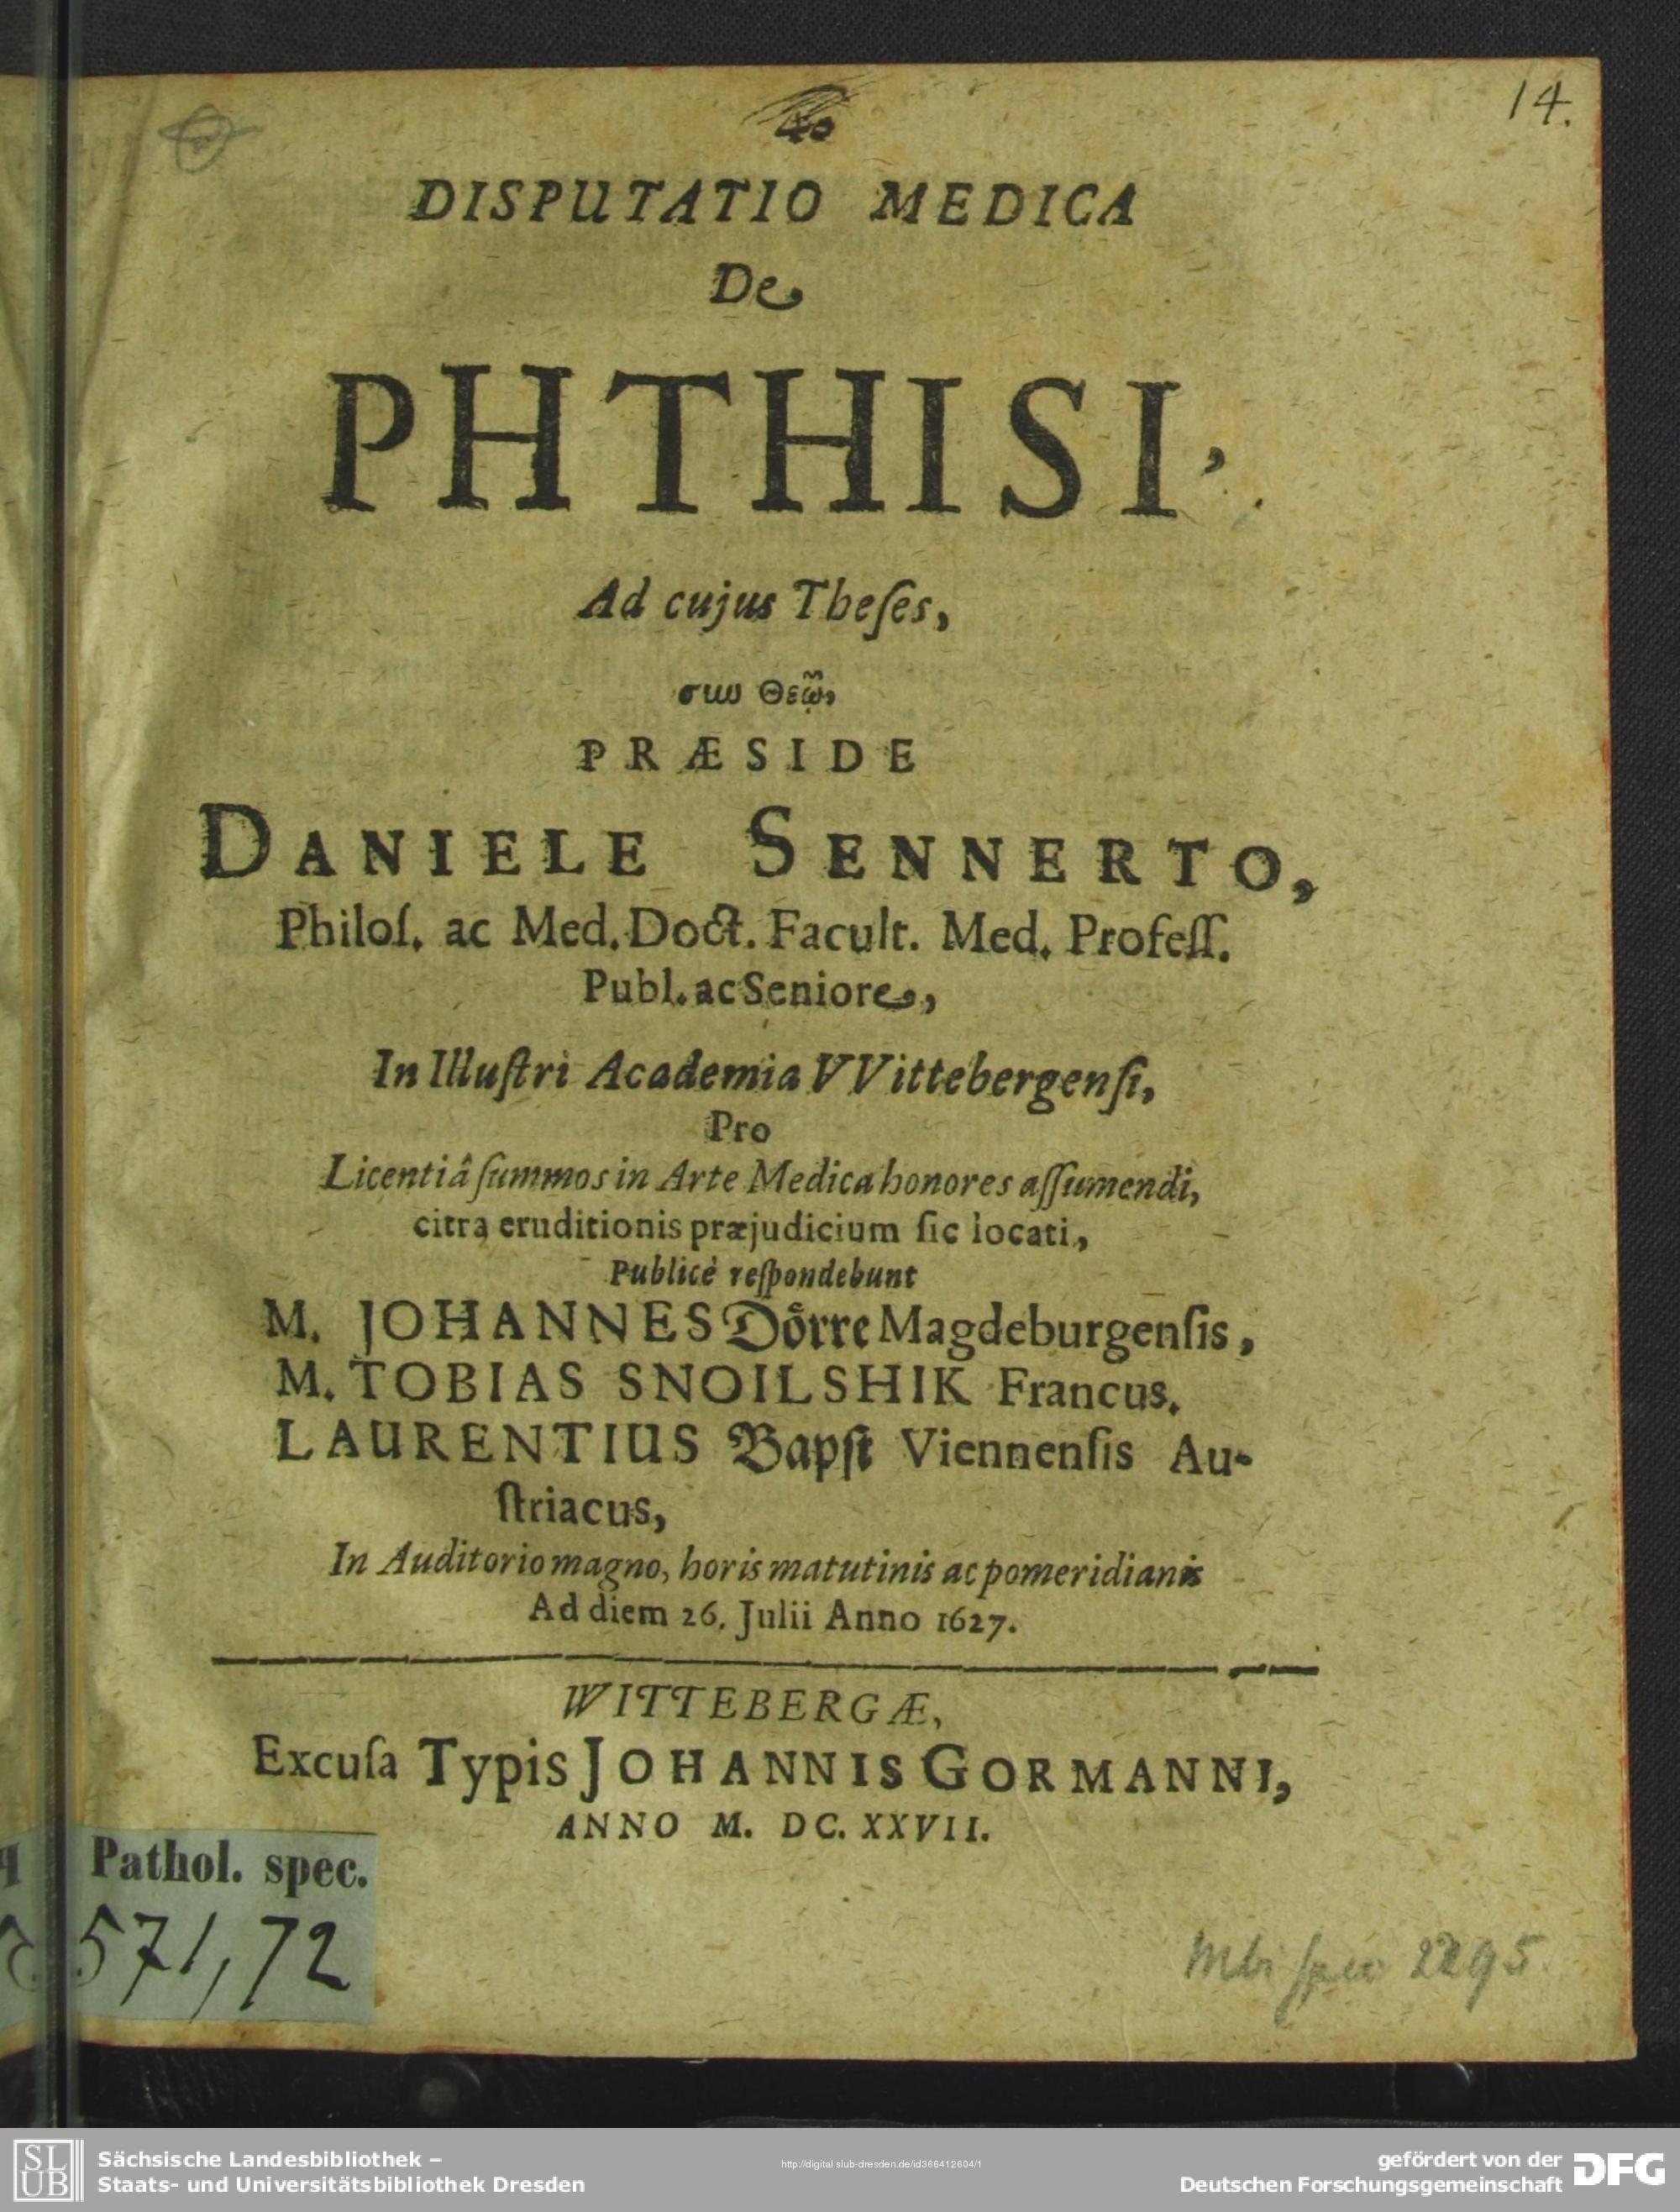 14.
DISPUTATIO MEDICA
De
PHTHISI,
Ad cujus Theſes,
σιω Θεῷ,
PRÆSIDE
DANIELE SENNERTO,
Philoſ. ac Med. Doct. Facult. Med. Profeſſ.
Publ. ac Seniore,
In Illuſtri Academia VVittebergenſi,
Pro
Licentiâ ſummos in Arte Medica honores aſſumendi,
citra eruditionis præjudicium ſic locati,
Publicè reſpondebunt
M. JOHANNES Doͤrre Magdeburgenſis,
M. TOBIAS SNOILSHIK Francus.
LAURENTIUS Bapſt Viennenſis Au-
ſtriacus,
In Auditorio magno, horis matutinis ac pomeridianis
Ad diem 26. Julii Anno 1627.
WITTEBERGÆ,
Excuſa Typis JOHANNIS GORMANNI,
ANNO M. DC. XXVII.
Pathol. spec.
571,72
SLUB
Sächsische Landesbibliothek –
Staats- und Universitätsbibliothek Dresden
http://digital.slub-dresden.de/id366412604/1
gefördert von der
Deutschen Forschungsgemeinschaft
DFG